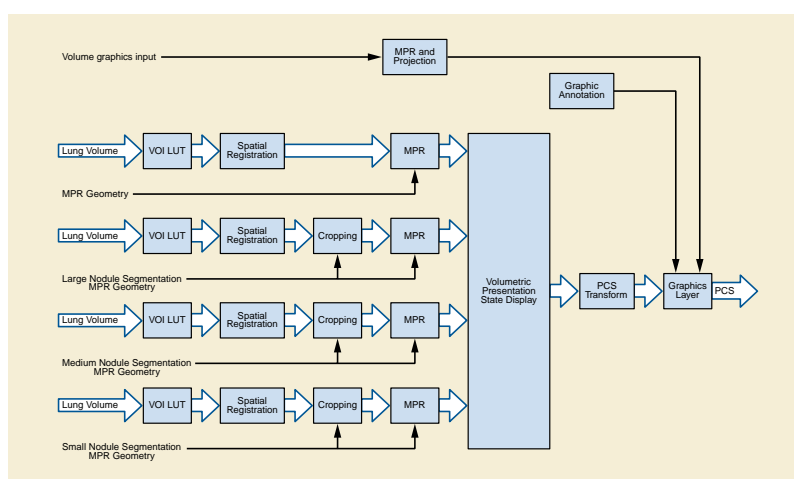 Volume graphics input
MPR and
Projection
Graphic
Annotation
Lung Volume
VOI LUT
Spatial
Registration
MPR
MPR Geometry
Lung Volume
VOI LUT
Spatial
Registration
Cropping
MPR
Large Nodule Segmentation
MPR Geometry
Volumetric
Presentation
State Display
PCS
Transform
Graphics
Layer
PCS
Lung Volume
VOI LUT
Spatial
Registration
Cropping
MPR
Medium Nodule Segmentation
MPR Geometry
Lung Volume
VOI LUT
Spatial
Registration
Cropping
MPR
Small Nodule Segmentation
MPR Geometry